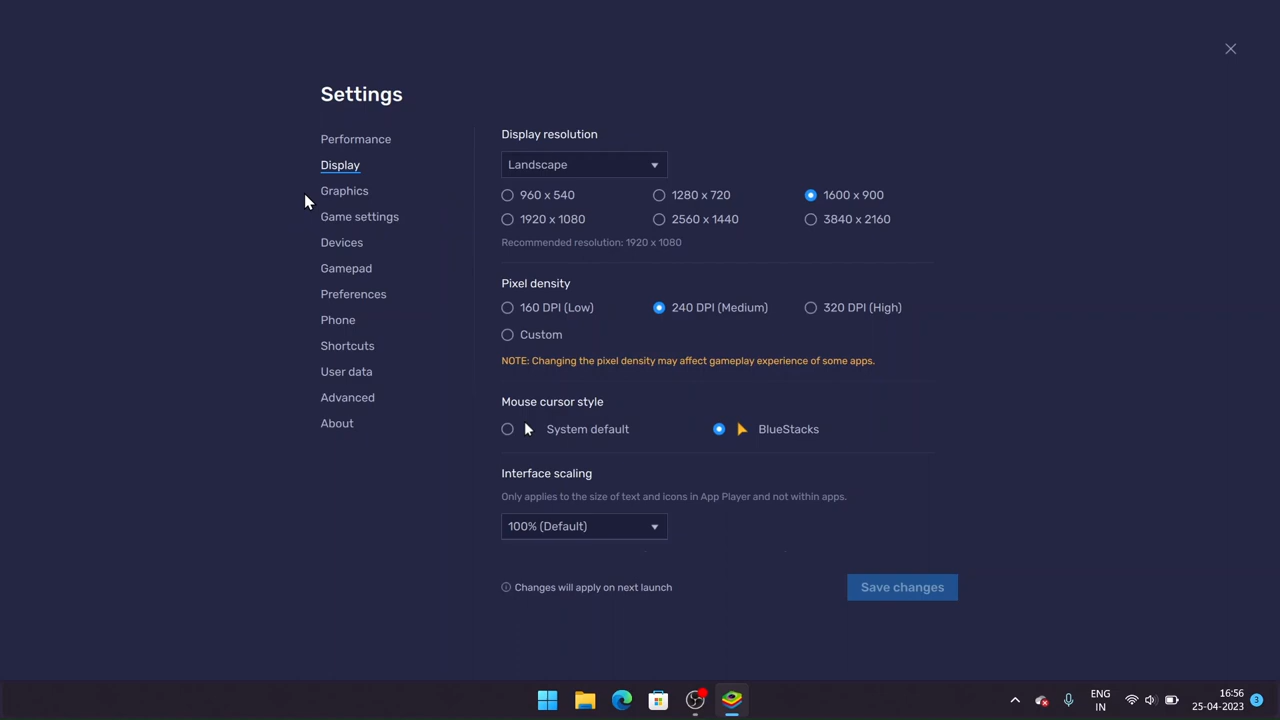 Settings
Performance
Display
Graphics
Game settings
Devices
Gamepad
Preferences
Phone
Shortcuts
User data
Advanced
About
Display resolution
Landscape
960 x 540
1280 x 720
1600 x 900
1920 x 1080
2560 x 1440
3840 x 2160
Recommended resolution: 1920 x 1080
Pixel density
160 DPI (Low)
240 DPI (Medium)
320 DPI (High)
Custom
NOTE: Changing the pixel density may affect gameplay experience of some apps.
Mouse cursor style
System default
BlueStacks
Interface scaling
Only applies to the size of text and icons in App Player and not within apps.
100% (Default)
Changes will apply on next launch
Save changes
ENG
IN
16:56
25-04-2023
3